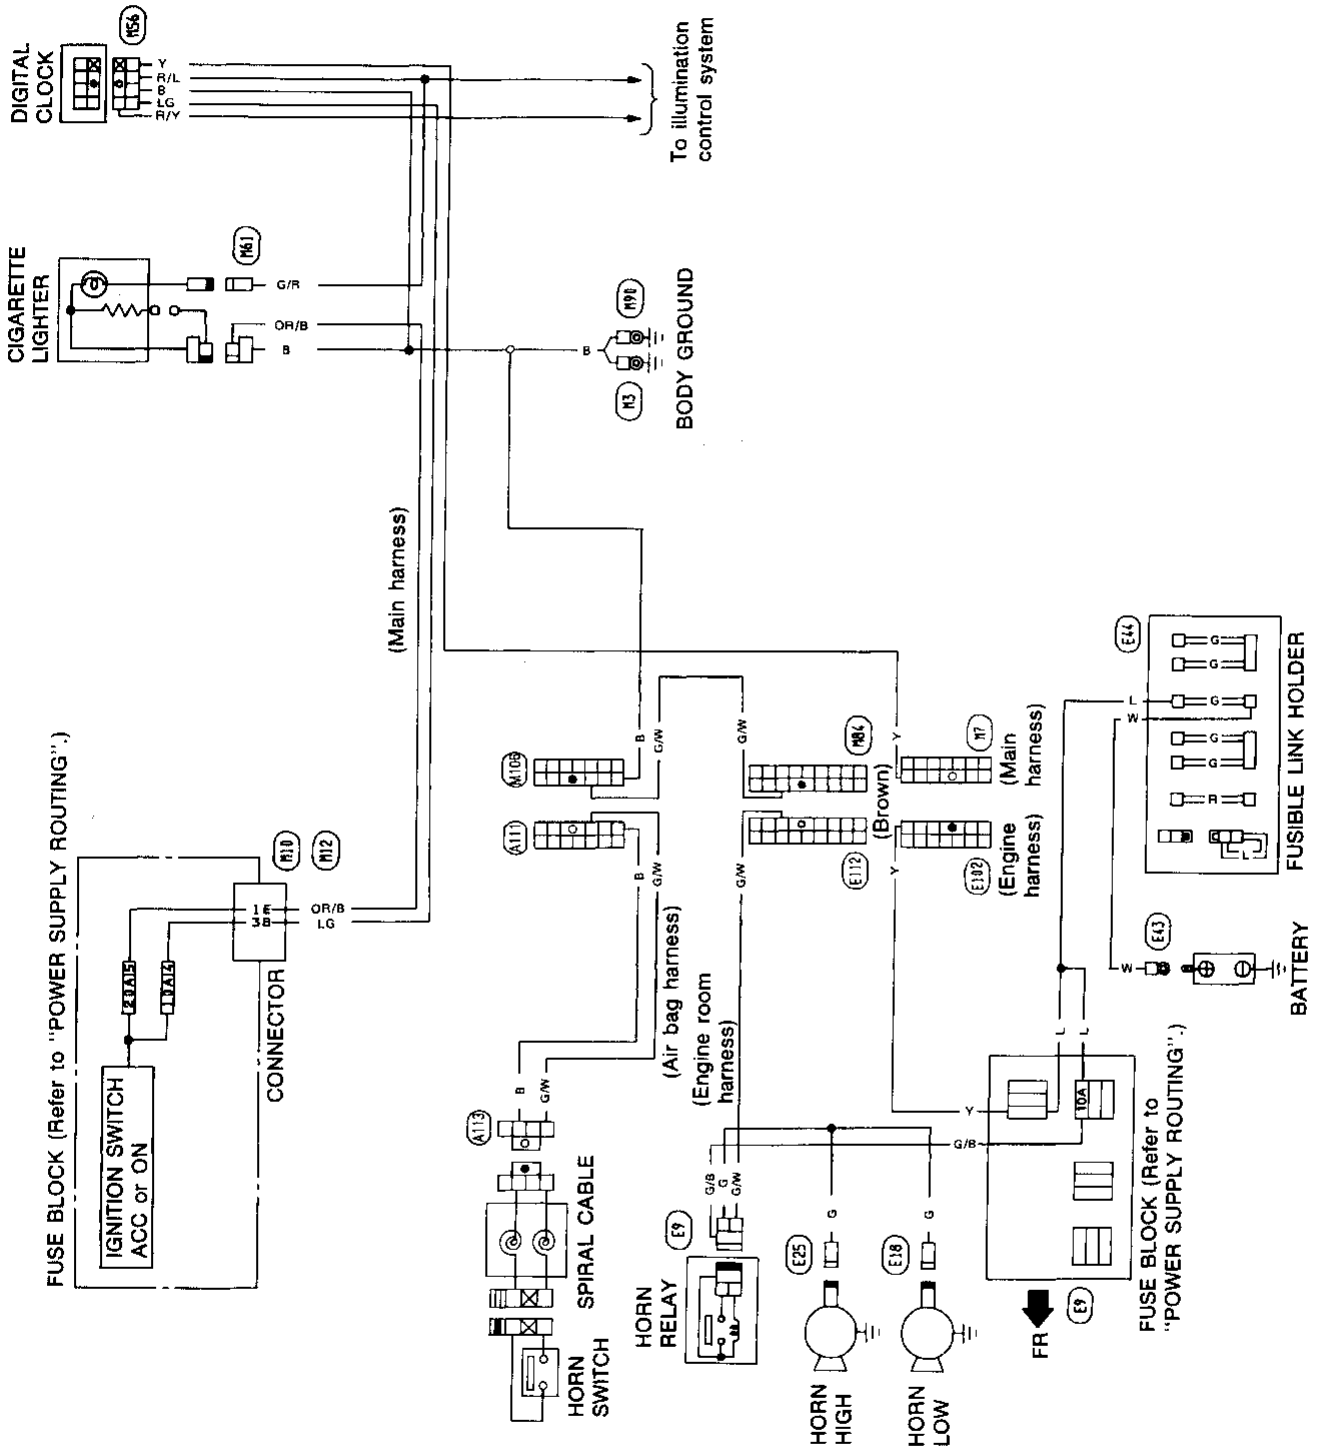 DIGITAL
CLOCK
M56
Y
R/L
B
LG
R/Y
To illumination
control system
CIGARETTE
LIGHTER
M61
G/R
OR/B
B
B
M90
M3
BODY GROUND
(Main harness)
FUSE BLOCK (Refer to "POWER SUPPLY ROUTING".)
IGNITION SWITCH
ACC or ON
20A15
10A14
M10
M12
1E
3B
OR/B
LG
CONNECTOR
M106
A111
B
G/W
G/W
B
G/W
M84
(Brown)
E112
G/W
Y
M7
(Main
harness)
Y
E102
(Engine
harness)
(Air bag harness)
(Engine room
harness)
E44
G
G
G
G
G
R
L
L
W
FUSIBLE LINK HOLDER
E43
W
BATTERY
A113
B
G/W
SPIRAL CABLE
HORN
SWITCH
E9
G/B
G
G/W
HORN
RELAY
E25
G
HORN
HIGH
E18
G
HORN
LOW
Y
G/B
L
L
10A
FR
E9
FUSE BLOCK (Refer to
"POWER SUPPLY ROUTING".)